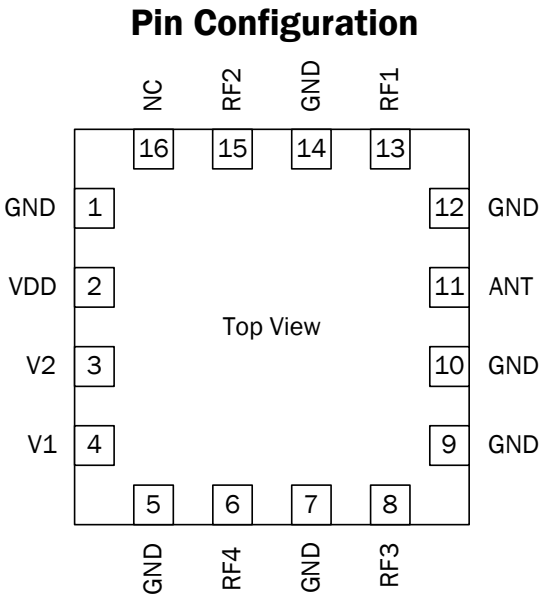 Pin Configuration
NC
RF2
GND
RF1
16
15
14
13
GND
1
12
GND
VDD
2
11
ANT
Top View
V2
3
10
GND
V1
4
9
GND
5
6
7
8
GND
RF4
GND
RF3